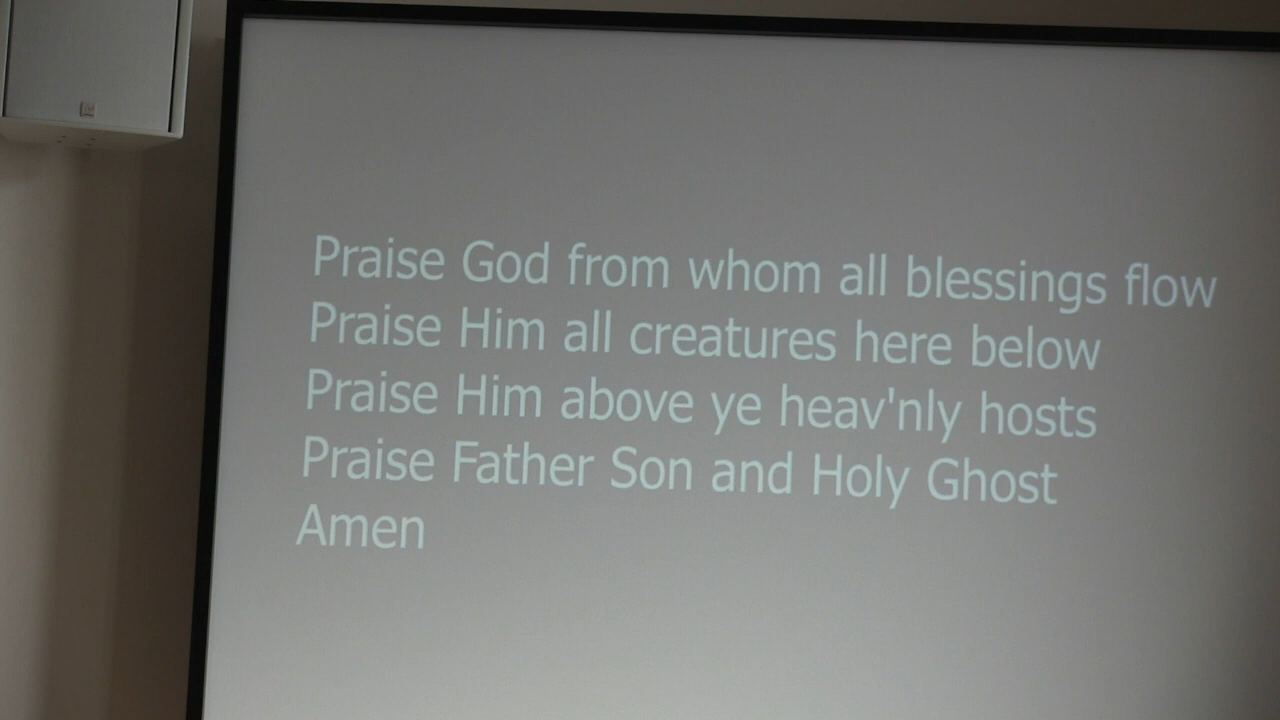 Praise God from whom all blessings flow
Praise Him all creatures here below
Praise Him above ye heav'nly hosts
Praise Father Son and Holy Ghost
Amen